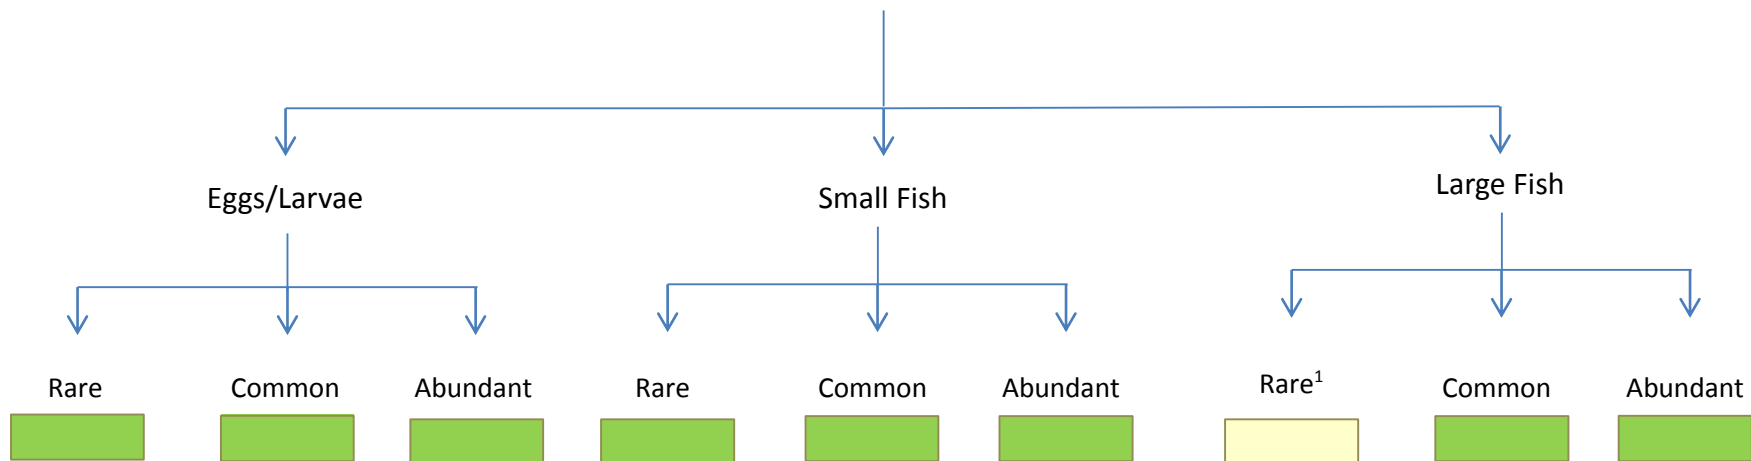 Eggs/Larvae
Small Fish
Large Fish
Rare
Common
Abundant
Rare
Common
Abundant
Rare¹
Common
Abundant